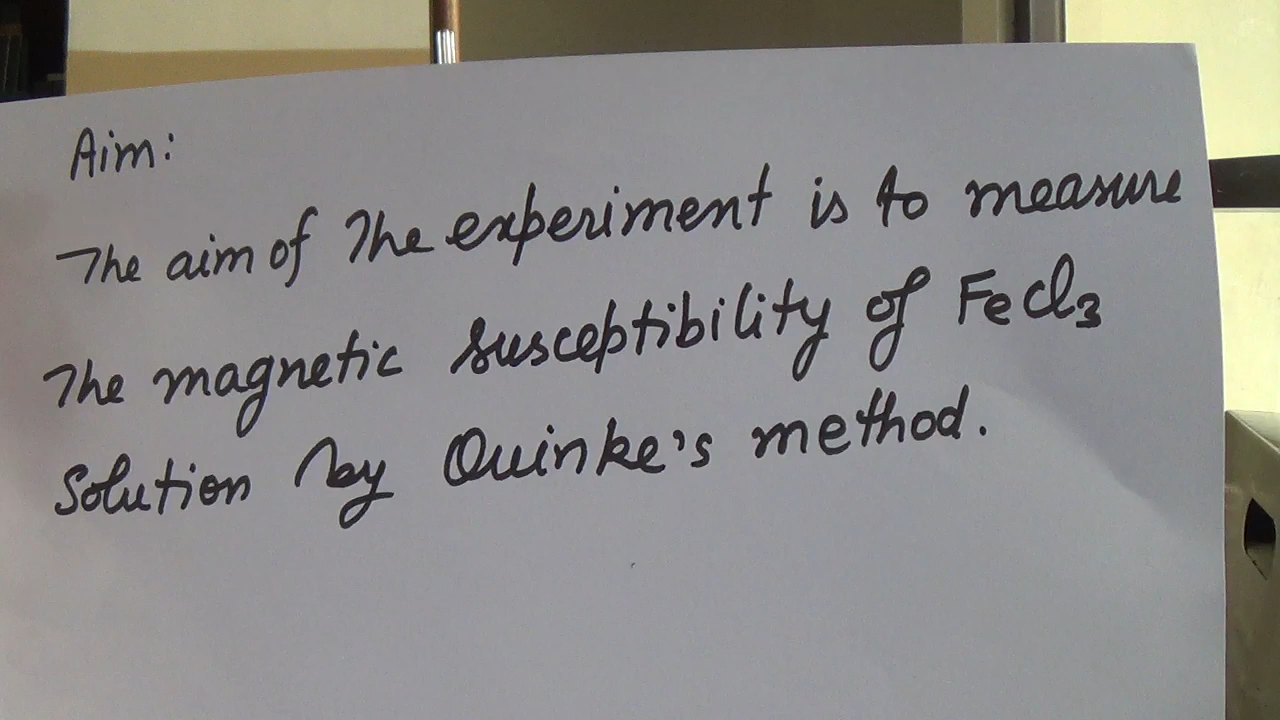 Aim:
The aim of The experiment is to measure
The magnetic susceptibility of FeCl₃
Solution by Quinke's method.